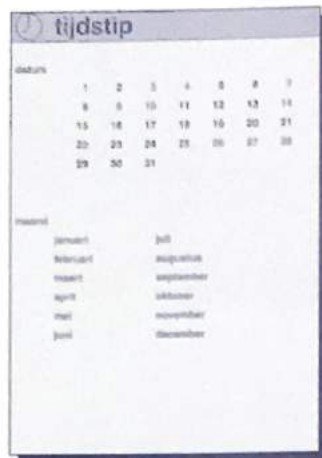 tijdstip
datum
1 2 3 4 5 6 7
8 9 10 11 12 13 14
15 16 17 18 19 20 21
22 23 24 25 26 27 28
29 30 31
maand
januari juli
februari augustus
maart september
april oktober
mei november
juni december